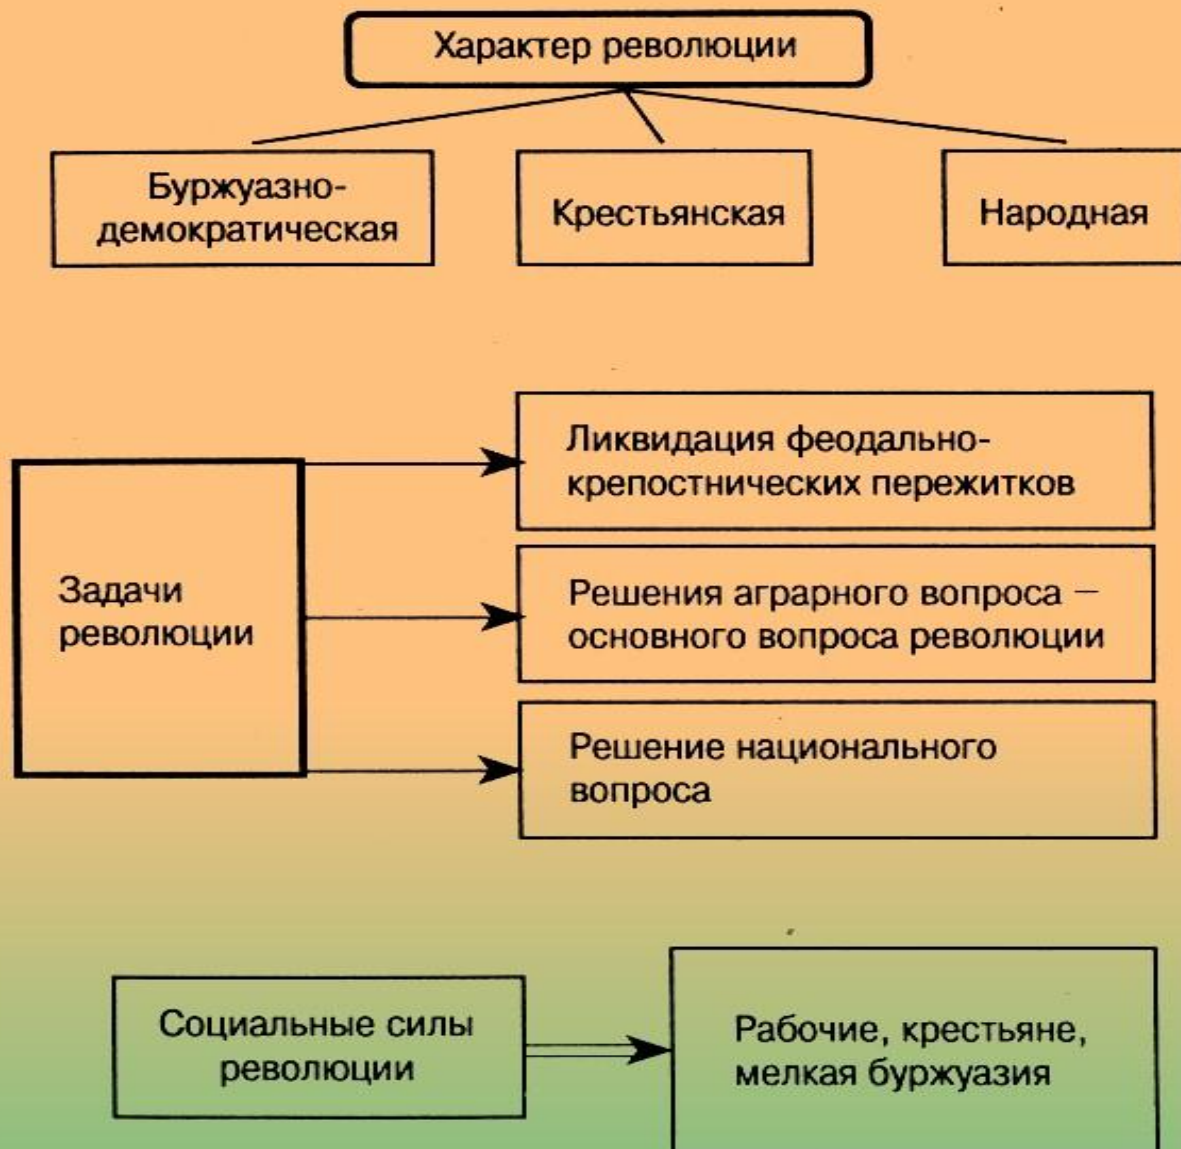 Характер революции
Буржуазно-
демократическая
Крестьянская
Народная
Ликвидация феодально-
крепостнических пережитков
Задачи
революции
Решения аграрного вопроса –
основного вопроса революции
Решение национального
вопроса
Социальные силы
революции
Рабочие, крестьяне,
мелкая буржуазия